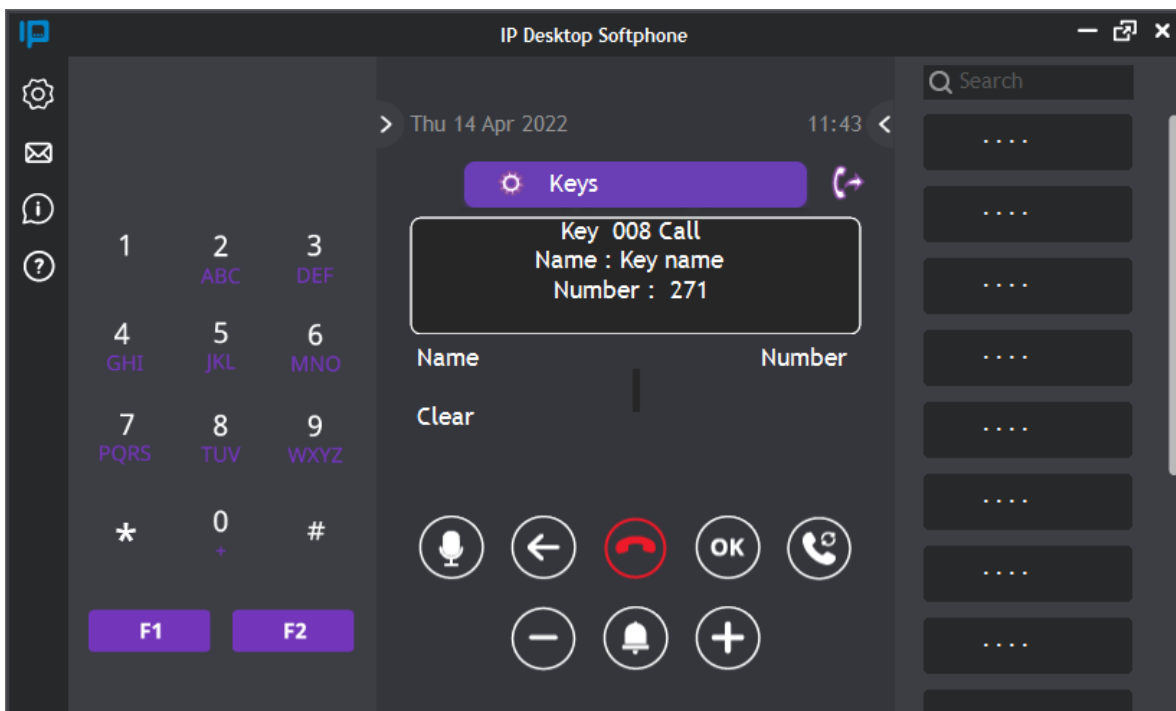 IP
IP Desktop Softphone
Search
Thu 14 Apr 2022 11:43
Keys
Key 008 Call
Name : Key name
Number : 271
Name Number
Clear
1 2 3
ABC DEF
4 5 6
GHI JKL MNO
7 8 9
PQRS TUV WXYZ
* 0 #
+
F1 F2
OK
. . . .
. . . .
. . . .
. . . .
. . . .
. . . .
. . . .
. . . .